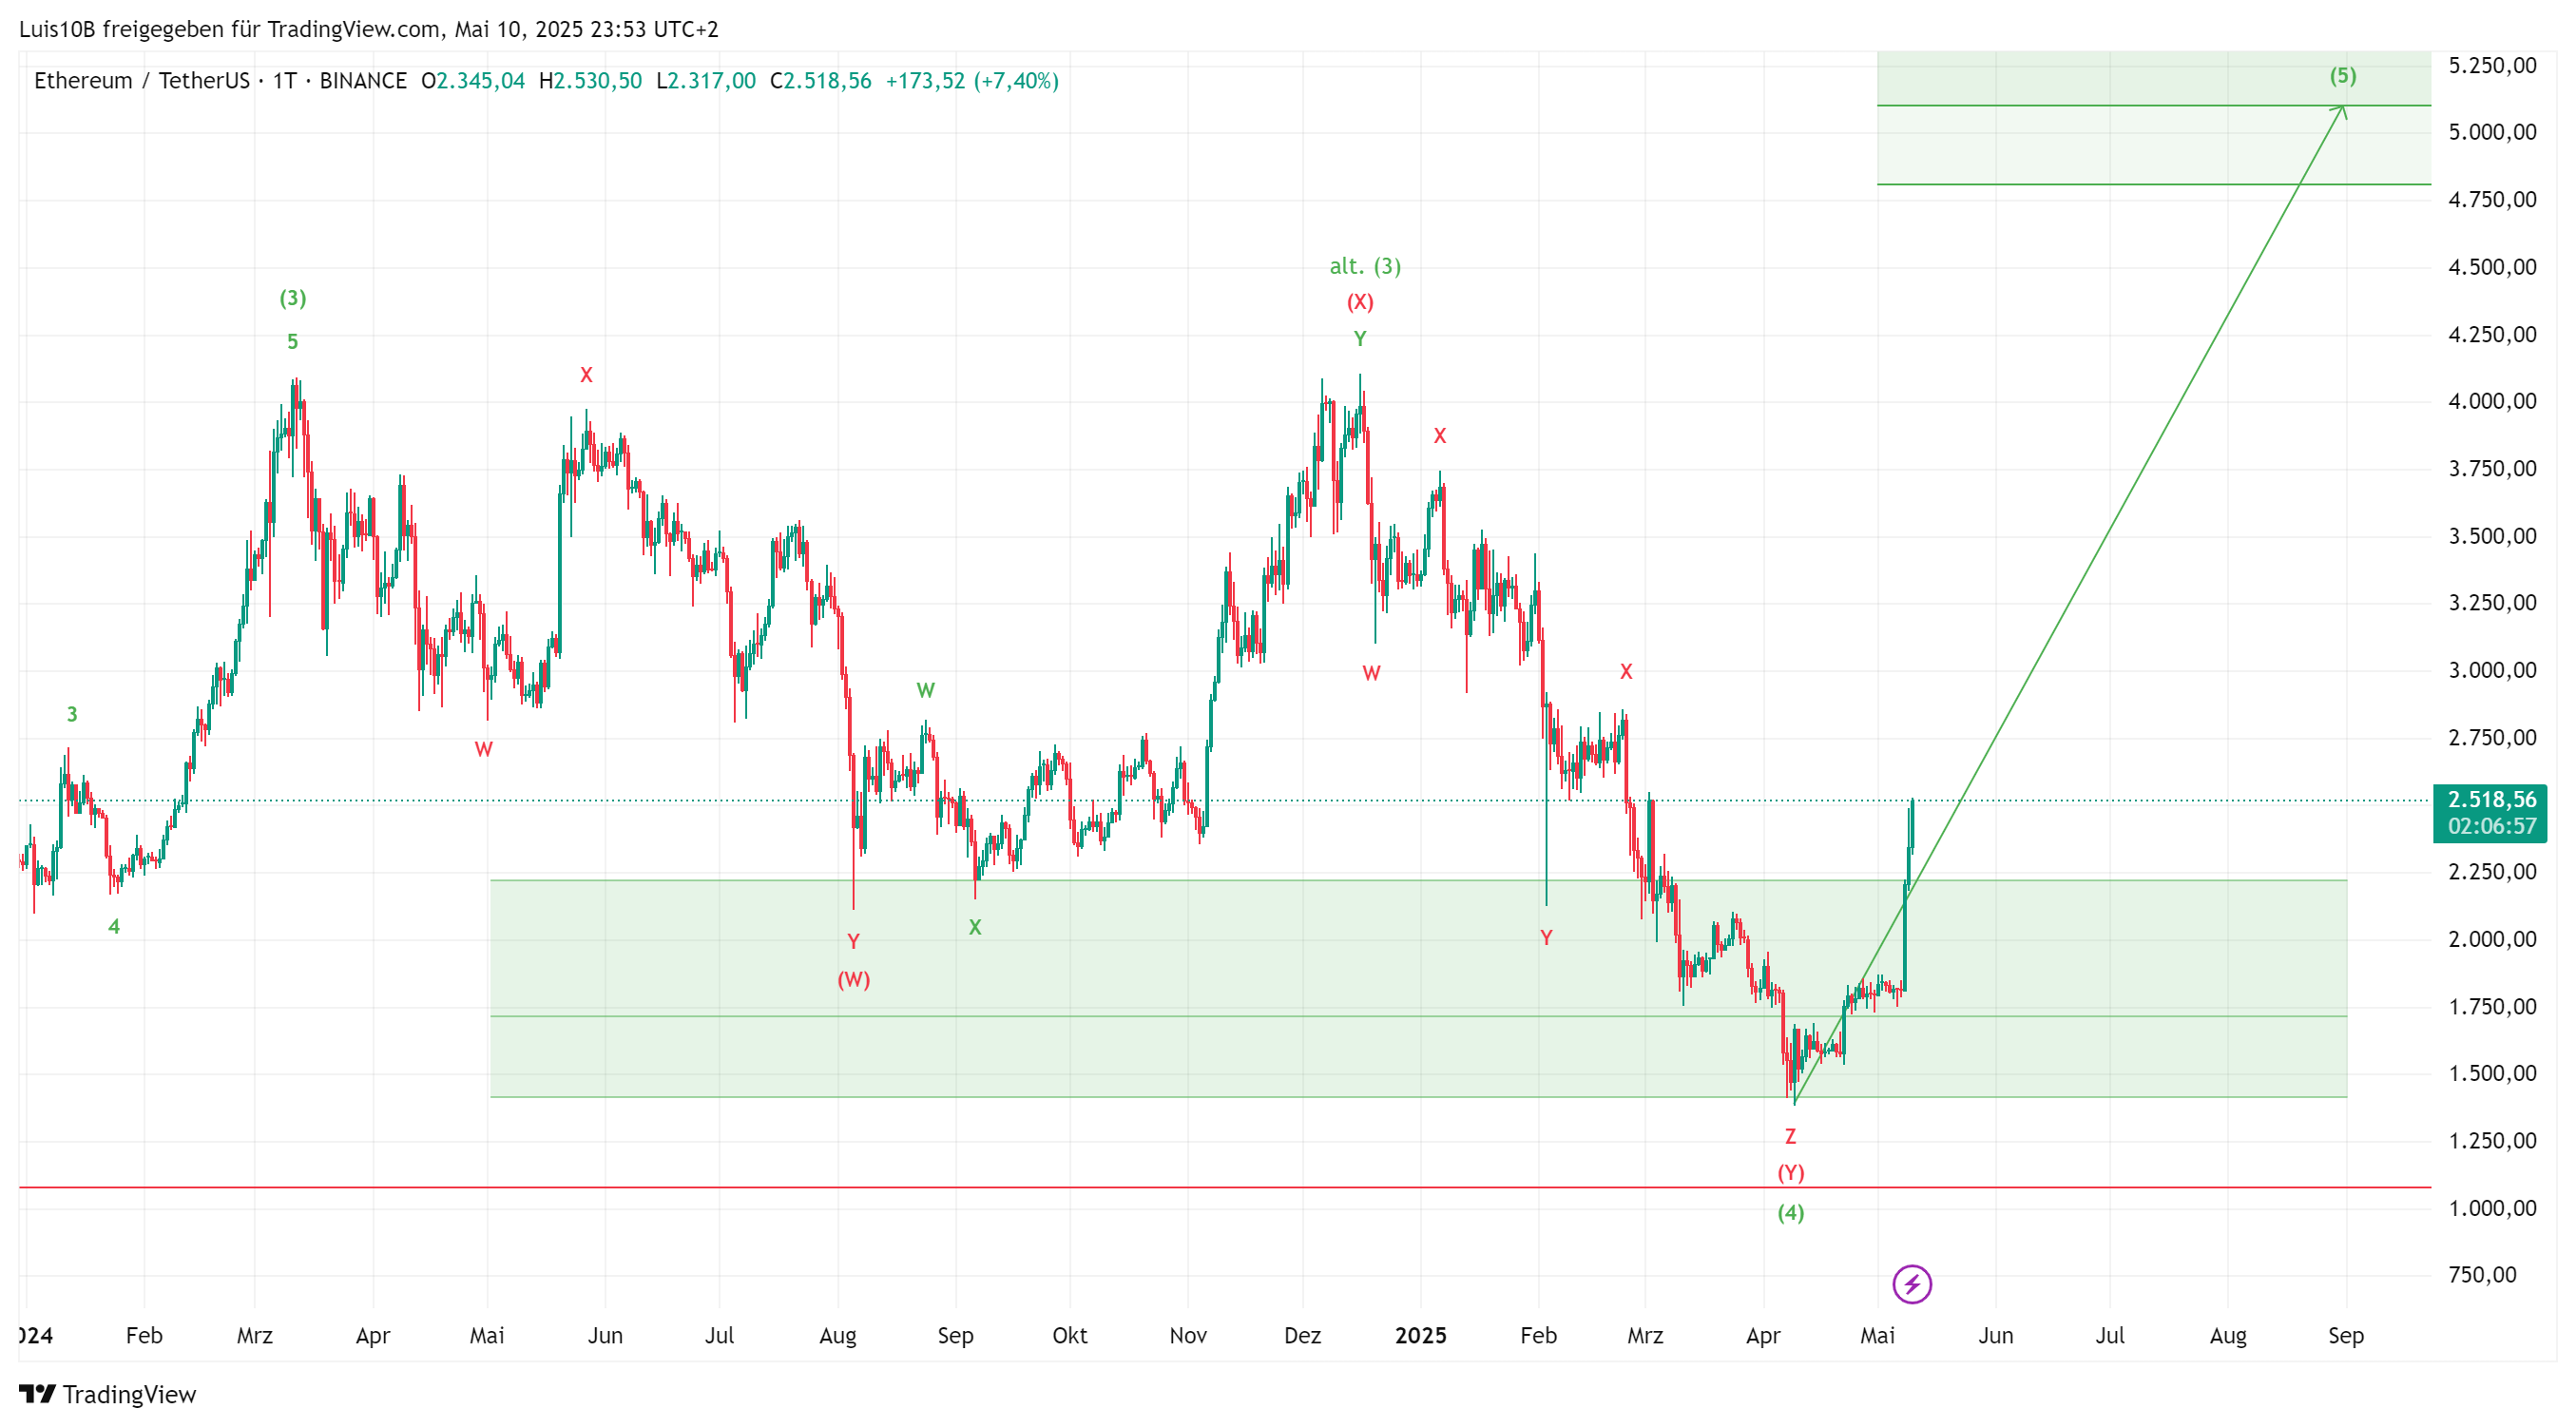 Luis10B freigegeben für TradingView.com, Mai 10, 2025 23:53 UTC+2
Ethereum / TetherUS · 1T · BINANCE O2.345,04 H2.530,50 L2.317,00 C2.518,56 +173,52 (+7,40%)
(5)
5.250,00
5.000,00
4.750,00
4.500,00
4.250,00
4.000,00
3.750,00
3.500,00
3.250,00
3.000,00
2.750,00
2.518,56
02:06:57
2.250,00
2.000,00
1.750,00
1.500,00
1.250,00
1.000,00
750,00
alt. (3)
(3)
(X)
5
Y
X
X
W
X
W
3
W
4
X
Y
Y
(W)
Z
(Y)
(4)
024 Feb Mrz Apr Mai Jun Jul Aug Sep Okt Nov Dez 2025 Feb Mrz Apr Mai Jun Jul Aug Sep
TradingView